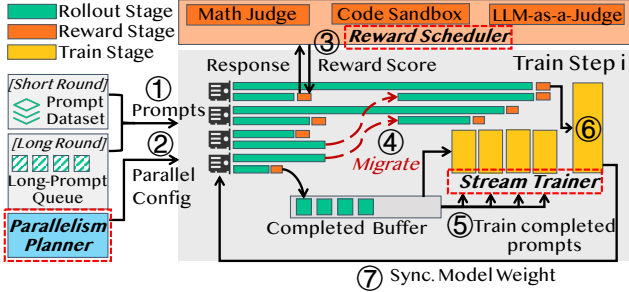 Rollout Stage
Reward Stage
Train Stage
Math Judge
Code Sandbox
LLM-as-a-Judge
③
Reward Scheduler
Response
Reward Score
Train Step i
[Short Round]
Prompt
Dataset
①
Prompts
[Long Round]
Long-Prompt
Queue
②
Parallel
Config
Parallelism
Planner
④
Migrate
⑥
Stream Trainer
Completed Buffer
⑤ Train completed
prompts
⑦ Sync. Model Weight